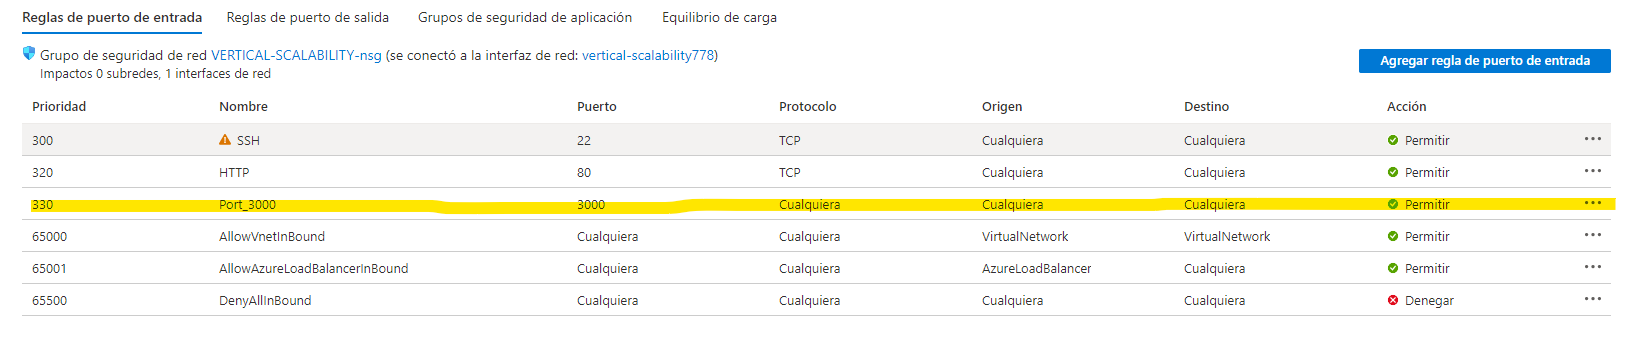 Reglas de puerto de entrada Reglas de puerto de salida Grupos de seguridad de aplicación Equilibrio de carga
Grupo de seguridad de red VERTICAL-SCALABILITY-nsg (se conectó a la interfaz de red: vertical-scalability778)
Impactos 0 subredes, 1 interfaces de red
Agregar regla de puerto de entrada
Prioridad Nombre Puerto Protocolo Origen Destino Acción
300 SSH 22 TCP Cualquiera Cualquiera Permitir
320 HTTP 80 TCP Cualquiera Cualquiera Permitir
330 Port_3000 3000 Cualquiera Cualquiera Cualquiera Permitir
65000 AllowVnetInBound Cualquiera Cualquiera VirtualNetwork VirtualNetwork Permitir
65001 AllowAzureLoadBalancerInBound Cualquiera Cualquiera AzureLoadBalancer Cualquiera Permitir
65500 DenyAllInBound Cualquiera Cualquiera Cualquiera Cualquiera Denegar